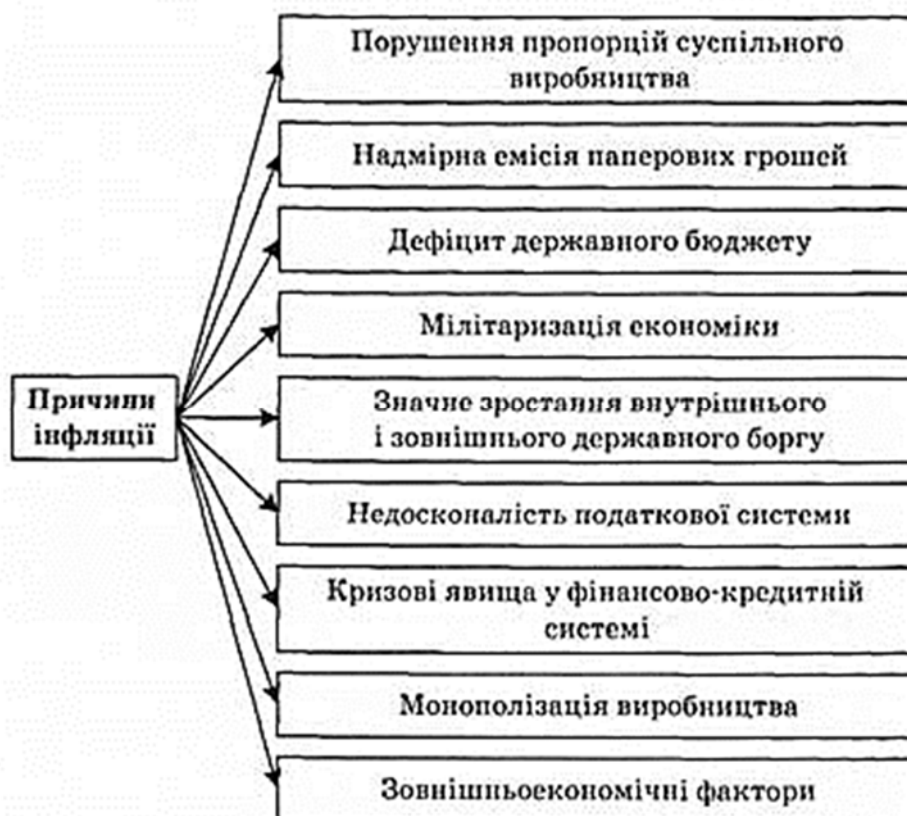 Порушення пропорцій суспільного
виробництва
Надмірна емісія паперових грошей
Дефіцит державного бюджету
Мілітаризація економіки
Причини
інфляції
Значне зростання внутрішнього
і зовнішнього державного боргу
Недосконалість податкової системи
Кризові явища у фінансово-кредитній
системі
Монополізація виробництва
Зовнішньоекономічні фактори